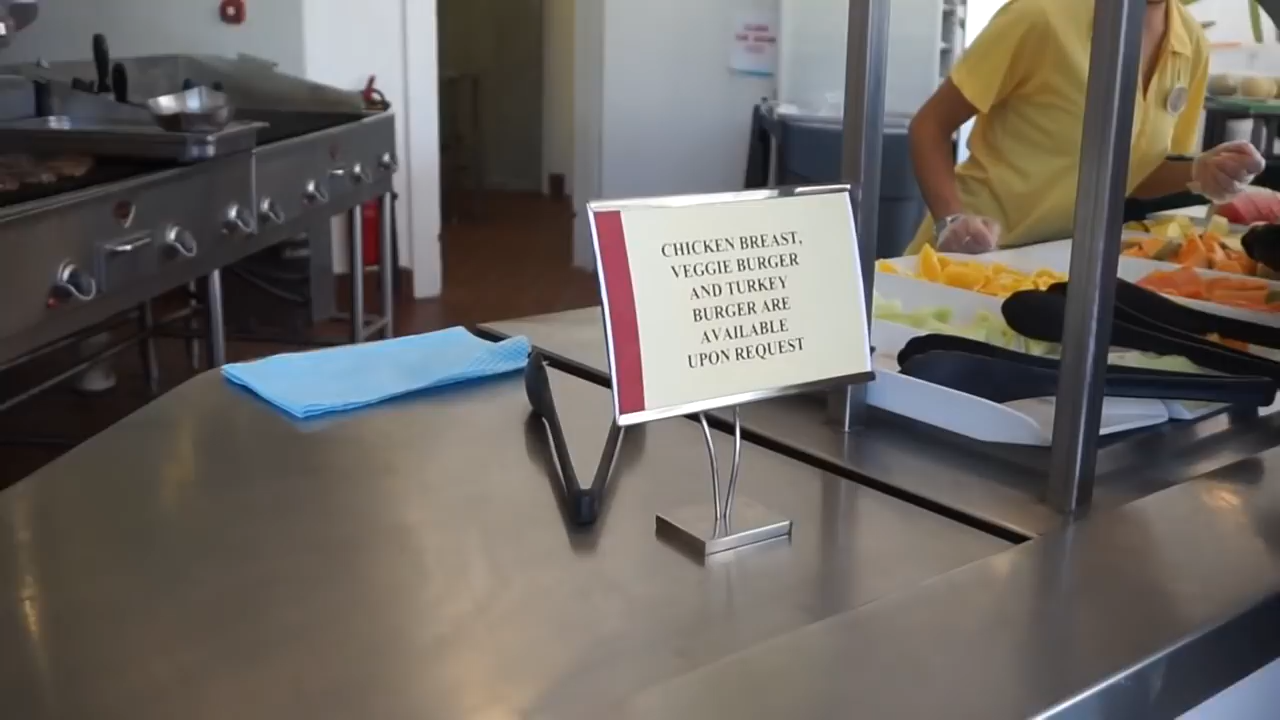 CHICKEN BREAST,
VEGGIE BURGER
AND TURKEY
BURGER ARE
AVAILABLE
UPON REQUEST